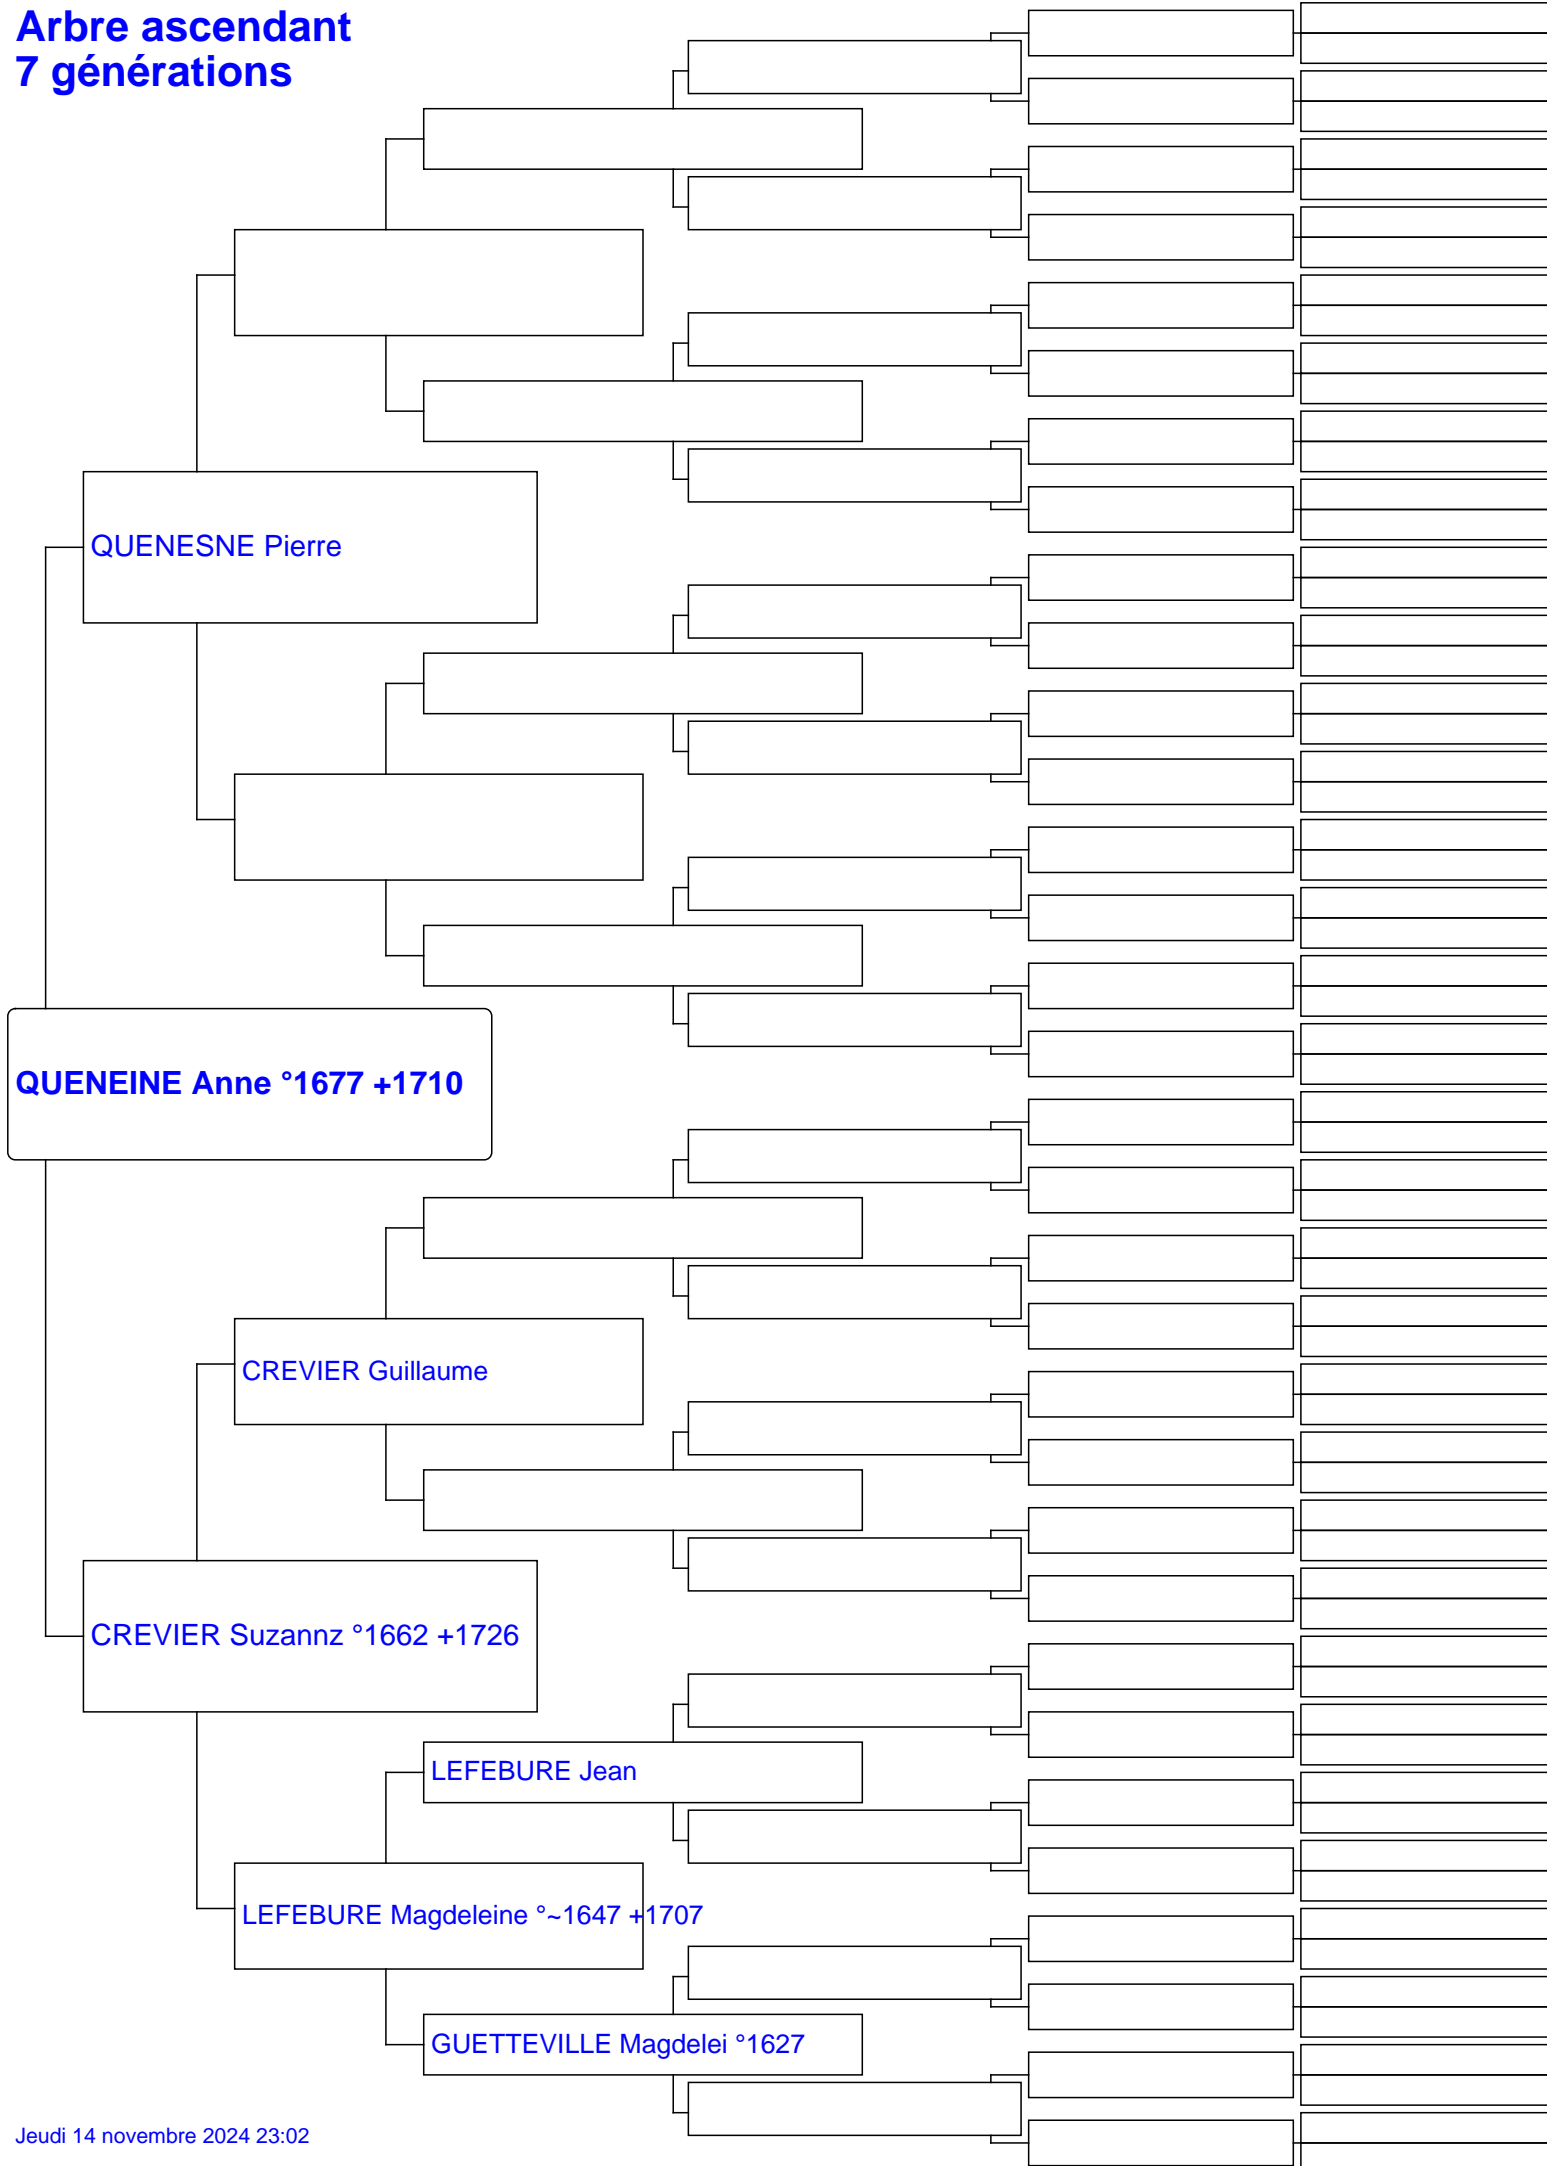 Arbre ascendant
7 générations
QUENESNE Pierre
QUENEINE Anne °1677 +1710
CREVIER Guillaume
CREVIER Suzannz °1662 +1726
LEFEBURE Jean
LEFEBURE Magdeleine °~1647 +1707
GUETTEVILLE Magdelei °1627
Jeudi 14 novembre 2024 23:02